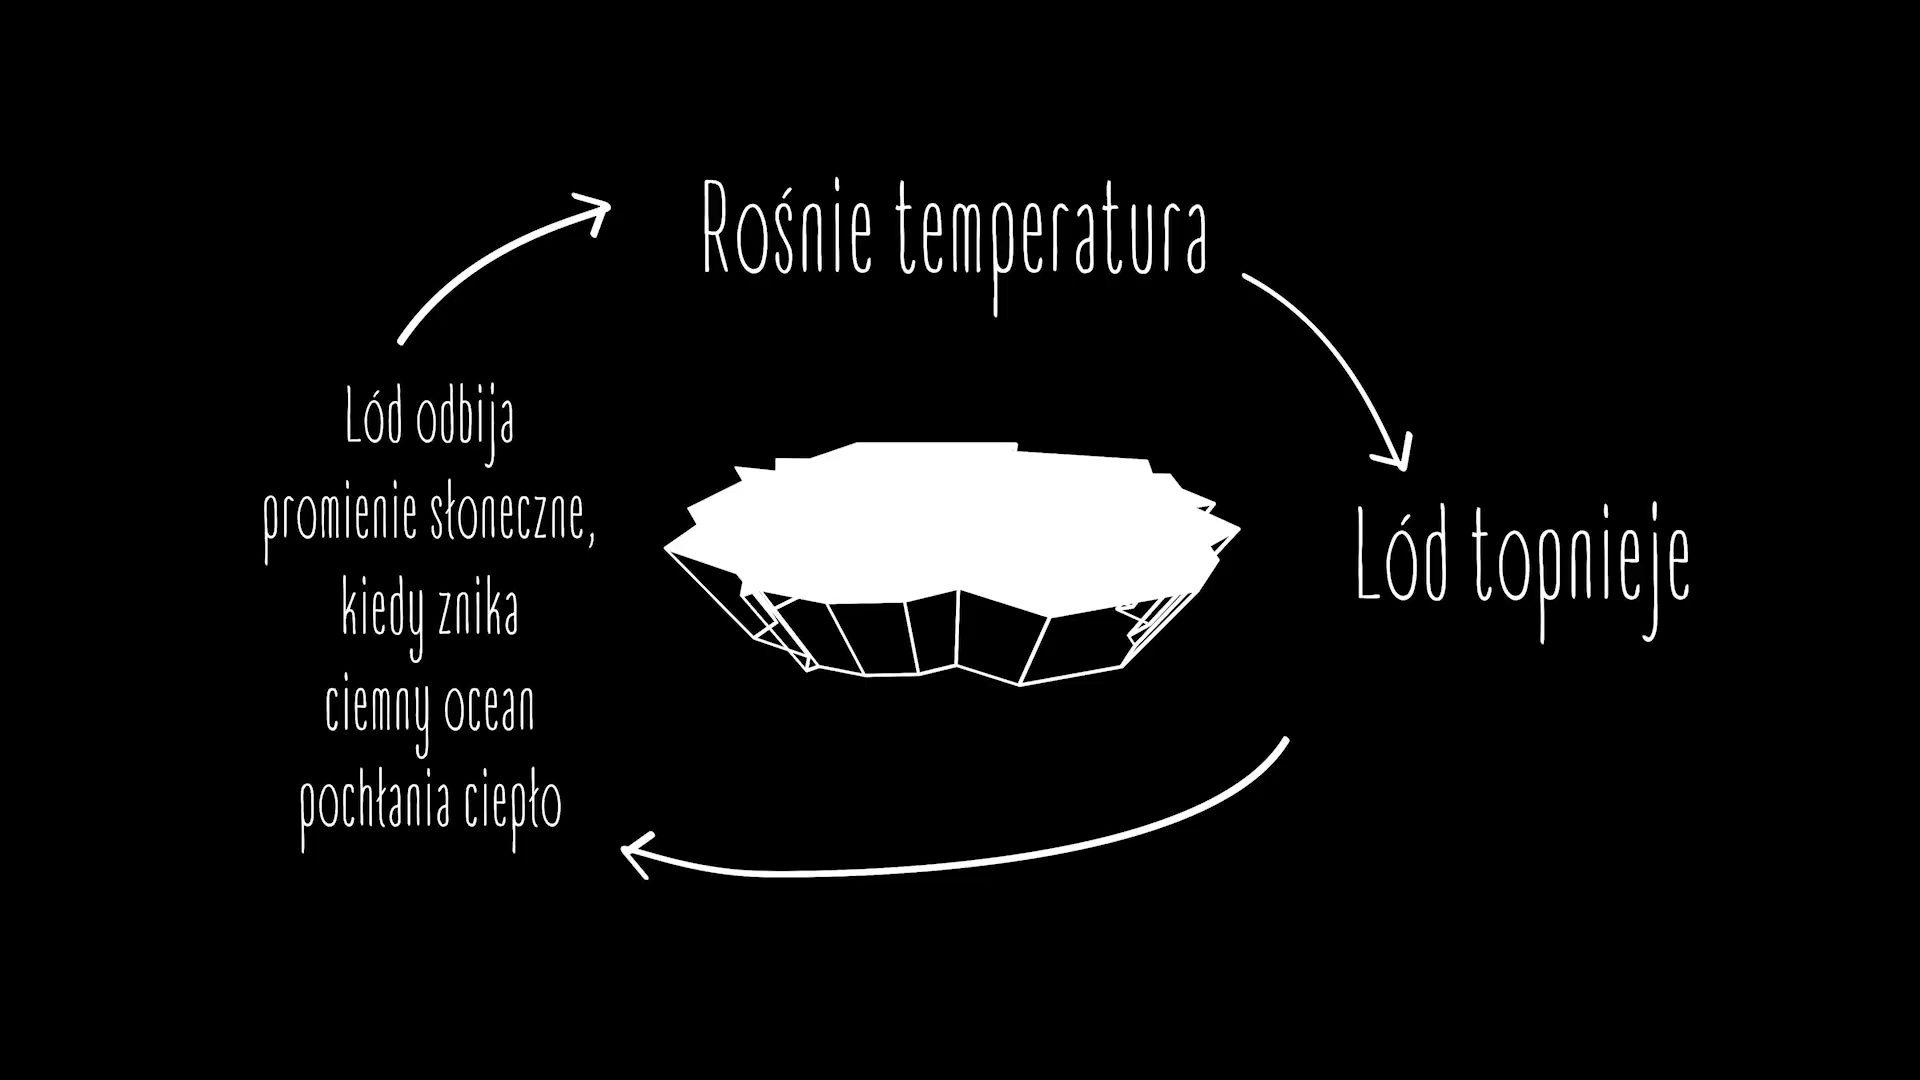 Rośnie temperatura
Lód topnieje
Lód odbija
promienie słoneczne,
kiedy znika
ciemny ocean
pochłania ciepło